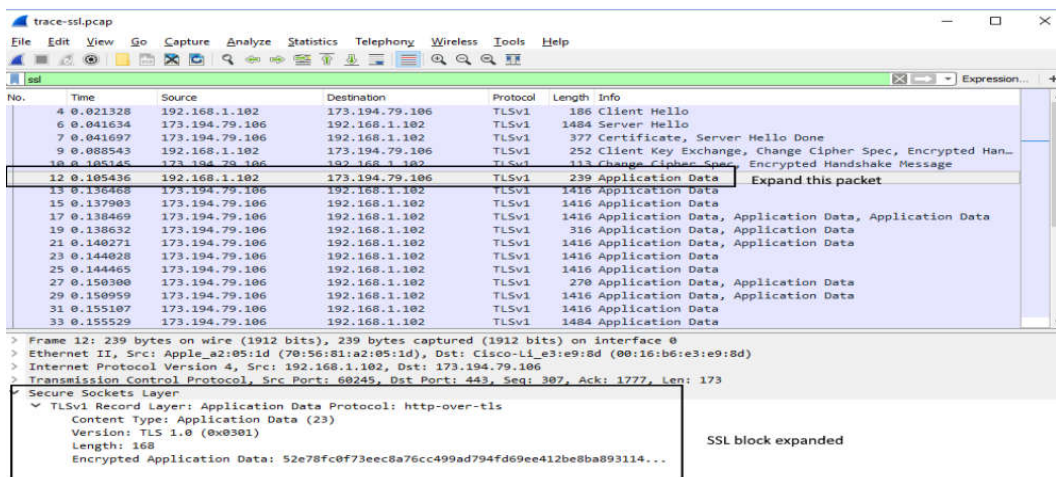 trace-ssl.pcap
File Edit View Go Capture Analyze Statistics Telephony Wireless Tools Help
ssl Expression... +
No. Time Source Destination Protocol Length Info
4 0.021328 192.168.1.102 173.194.79.106 TLSv1 186 Client Hello
6 0.041634 173.194.79.106 192.168.1.102 TLSv1 1484 Server Hello
7 0.041697 173.194.79.106 192.168.1.102 TLSv1 377 Certificate, Server Hello Done
9 0.088543 192.168.1.102 173.194.79.106 TLSv1 252 Client Key Exchange, Change Cipher Spec, Encrypted Han…
10 0.105145 173.194.79.106 192.168.1.102 TLSv1 113 Change Cipher Spec, Encrypted Handshake Message
12 0.105436 192.168.1.102 173.194.79.106 TLSv1 239 Application Data Expand this packet
13 0.136468 173.194.79.106 192.168.1.102 TLSv1 1416 Application Data
15 0.137903 173.194.79.106 192.168.1.102 TLSv1 1416 Application Data
17 0.138469 173.194.79.106 192.168.1.102 TLSv1 1416 Application Data, Application Data, Application Data
19 0.138632 173.194.79.106 192.168.1.102 TLSv1 316 Application Data, Application Data
21 0.140271 173.194.79.106 192.168.1.102 TLSv1 1416 Application Data, Application Data
23 0.144028 173.194.79.106 192.168.1.102 TLSv1 1416 Application Data
25 0.144465 173.194.79.106 192.168.1.102 TLSv1 1416 Application Data
27 0.150300 173.194.79.106 192.168.1.102 TLSv1 270 Application Data, Application Data
29 0.150959 173.194.79.106 192.168.1.102 TLSv1 1416 Application Data, Application Data
31 0.155107 173.194.79.106 192.168.1.102 TLSv1 1416 Application Data
33 0.155529 173.194.79.106 192.168.1.102 TLSv1 1484 Application Data
> Frame 12: 239 bytes on wire (1912 bits), 239 bytes captured (1912 bits) on interface 0
> Ethernet II, Src: Apple_a2:05:1d (70:56:81:a2:05:1d), Dst: Cisco-Li_e3:e9:8d (00:16:b6:e3:e9:8d)
> Internet Protocol Version 4, Src: 192.168.1.102, Dst: 173.194.79.106
> Transmission Control Protocol, Src Port: 60245, Dst Port: 443, Seq: 307, Ack: 1777, Len: 173
Secure Sockets Layer
TLSv1 Record Layer: Application Data Protocol: http-over-tls
Content Type: Application Data (23)
Version: TLS 1.0 (0x0301)
Length: 168
Encrypted Application Data: 52e78fc0f73eec8a76cc499ad794fd69ee412be8ba893114...
SSL block expanded